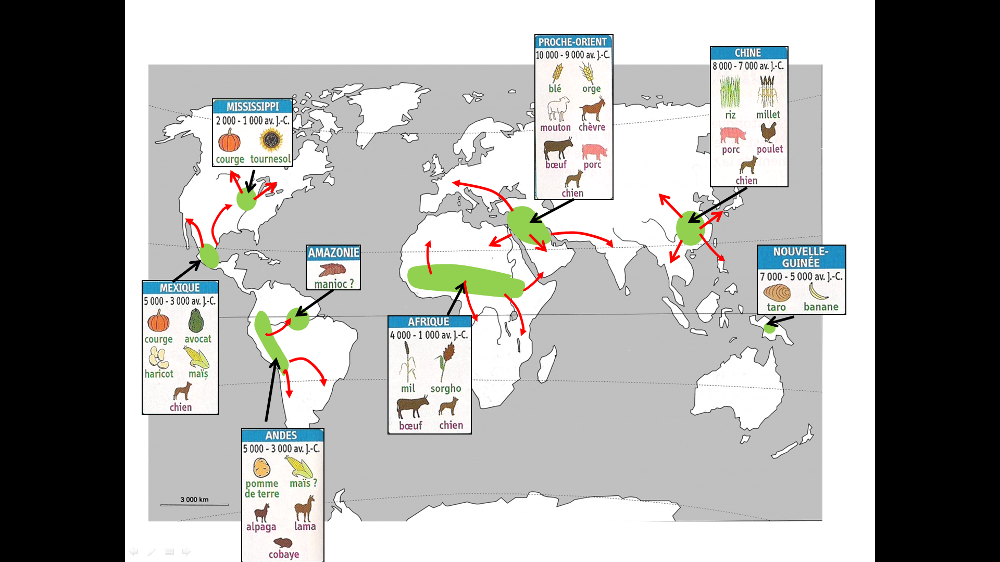 PROCHE-ORIENT
10 000 - 9 000 av. J.-C.
blé orge
mouton chèvre
bœuf porc
chien
CHINE
8 000 - 7 000 av. J.-C.
riz millet
porc poulet
chien
MISSISSIPPI
2 000 - 1 000 av. J.-C.
courge tournesol
AMAZONIE
manioc ?
NOUVELLE-
GUINÉE
7 000 - 5 000 av. J.-C.
taro banane
MEXIQUE
5 000 - 3 000 av. J.-C.
courge avocat
haricot maïs
chien
AFRIQUE
4 000 - 1 000 av. J.-C.
mil sorgho
bœuf chien
ANDES
5 000 - 3 000 av. J.-C.
pomme maïs ?
de terre
alpaga lama
cobaye
3 000 km